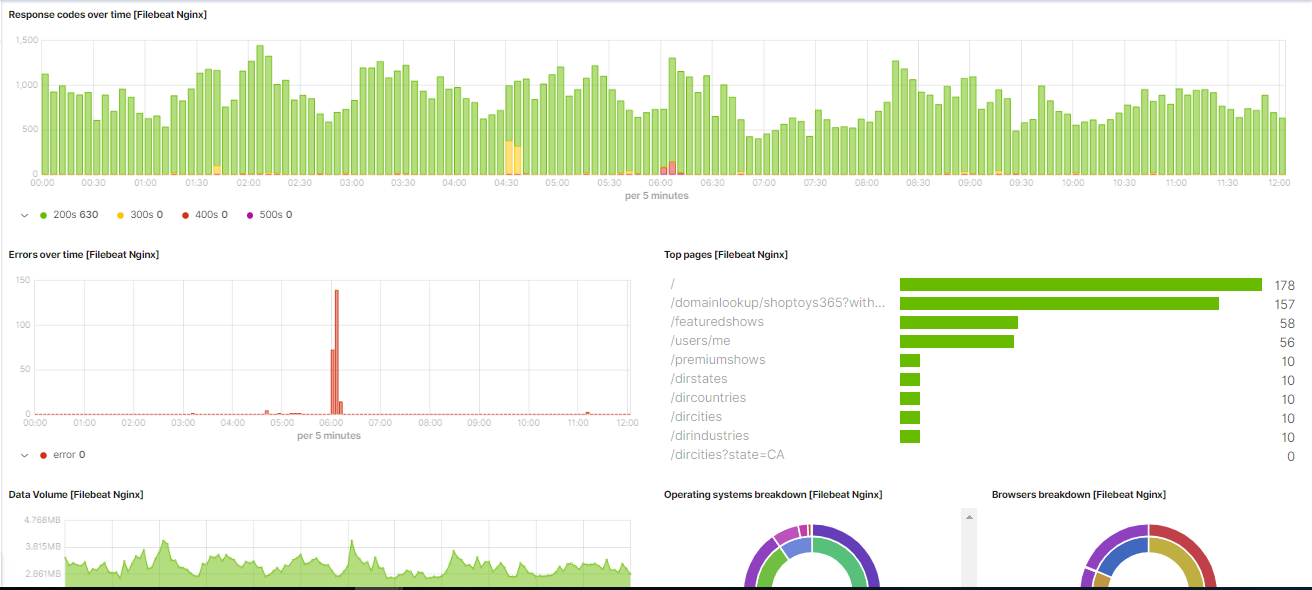 Response codes over time [Filebeat Nginx]
1,500
1,000
500
0
00:00 00:30 01:00 01:30 02:00 02:30 03:00 03:30 04:00 04:30 05:00 05:30 06:00 06:30 07:00 07:30 08:00 08:30 09:00 09:30 10:00 10:30 11:00 11:30 12:00
per 5 minutes
200s 630 300s 0 400s 0 500s 0
Errors over time [Filebeat Nginx]
150
100
50
0
00:00 01:00 02:00 03:00 04:00 05:00 06:00 07:00 08:00 09:00 10:00 11:00 12:00
per 5 minutes
error 0
Top pages [Filebeat Nginx]
/ 178
/domainlookup/shoptoys365?with... 157
/featuredshows 58
/users/me 56
/premiumshows 10
/dirstates 10
/dircountries 10
/dircities 10
/dirindustries 10
/dircities?state=CA 0
Data Volume [Filebeat Nginx]
4.768MB
3.815MB
2.861MB
Operating systems breakdown [Filebeat Nginx]
Browsers breakdown [Filebeat Nginx]